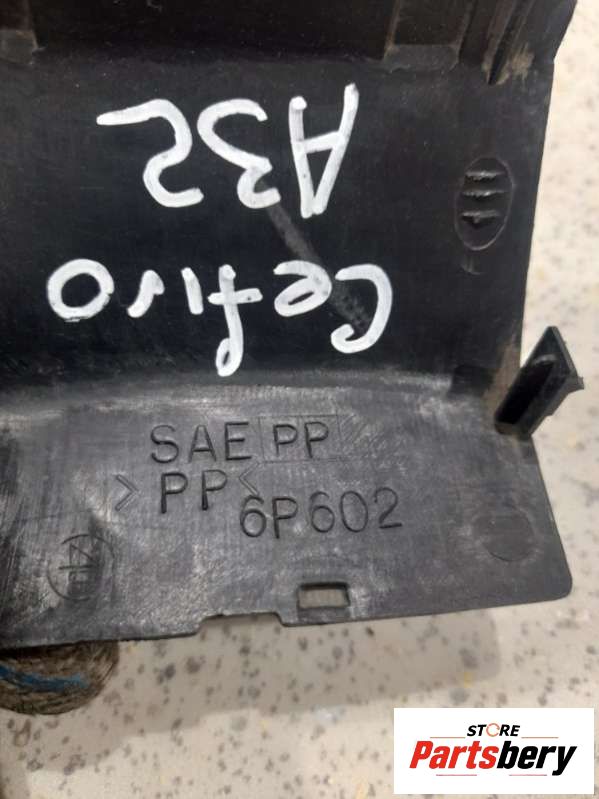 Cefiro
A32
SAE PP
>PP<
6P602
STORE
Partsbery